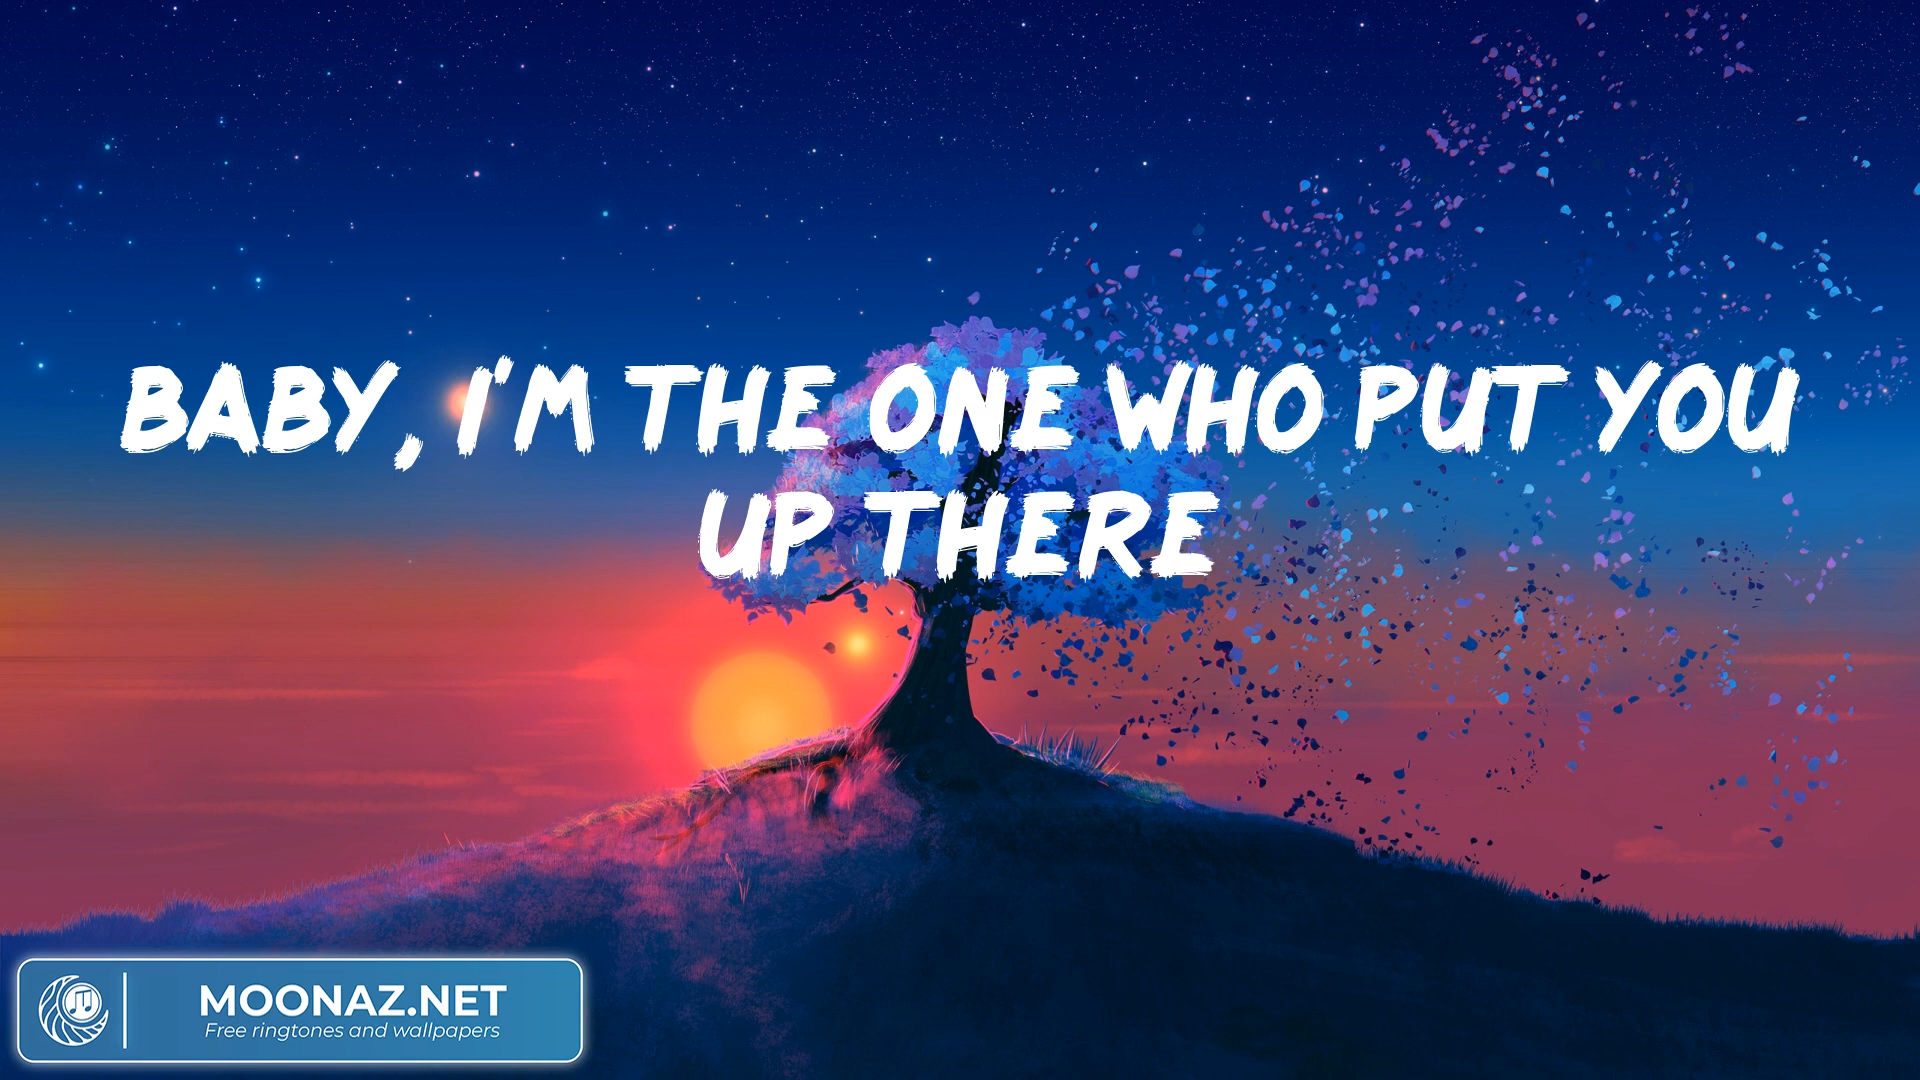 BABY, I'M THE ONE WHO PUT YOU
UP THERE
MOONAZ.NET
Free ringtones and wallpapers